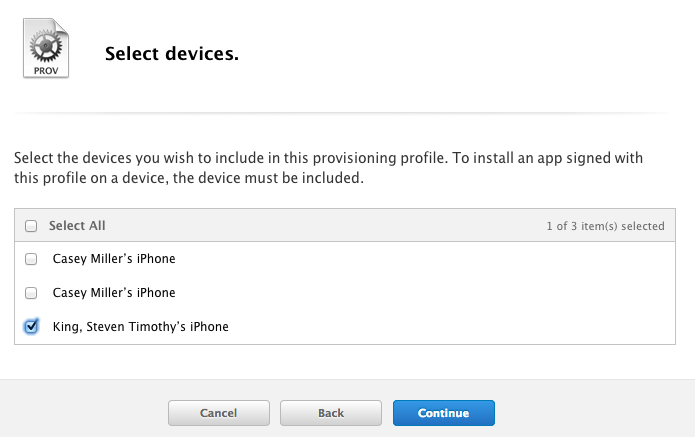 PROV
Select devices.
Select the devices you wish to include in this provisioning profile. To install an app signed with
this profile on a device, the device must be included.
Select All 1 of 3 item(s) selected
Casey Miller’s iPhone
Casey Miller’s iPhone
King, Steven Timothy’s iPhone
Cancel Back Continue